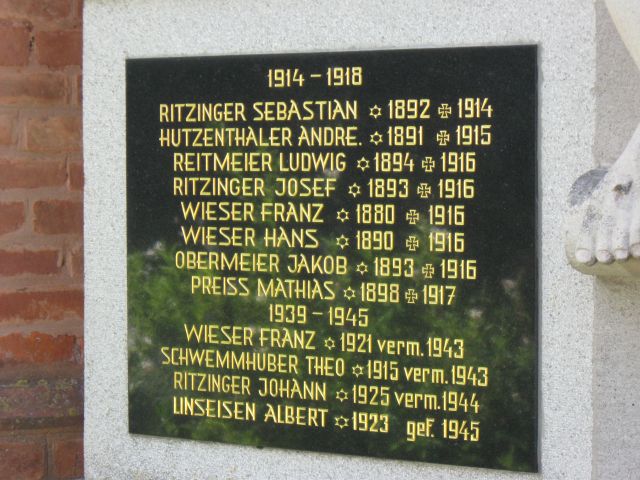 1914 - 1918
RITZINGER SEBASTIAN ✡ 1892 ✠ 1914
HUTZENTHALER ANDRE. ✡ 1891 ✠ 1915
REITMEIER LUDWIG ✡ 1894 ✠ 1916
RITZINGER JOSEF ✡ 1893 ✠ 1916
WIESER FRANZ ✡ 1880 ✠ 1916
WIESER HANS ✡ 1890 ✠ 1916
OBERMEIER JAKOB ✡ 1893 ✠ 1916
PREISS MATHIAS ✡ 1898 ✠ 1917
1939 - 1945
WIESER FRANZ ✡ 1921 verm. 1943
SCHWEMMHUBER THEO ✡ 1915 verm. 1943
RITZINGER JOHANN ✡ 1925 verm. 1944
LINSEISEN ALBERT ✡ 1923 gef. 1945